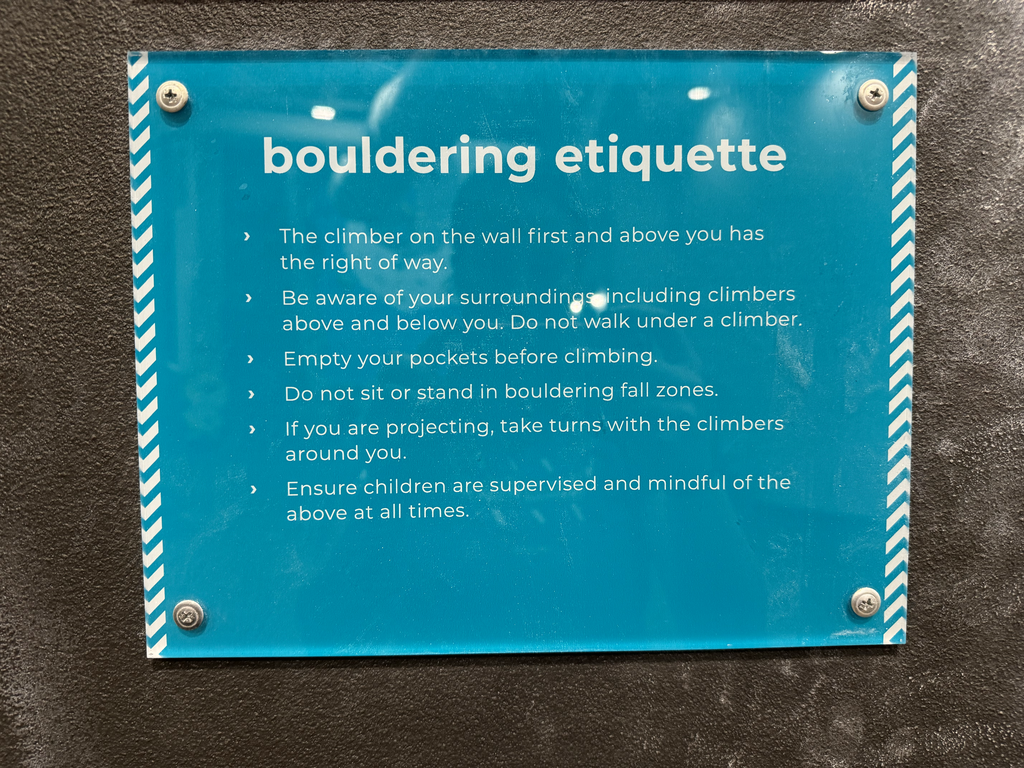 bouldering etiquette
› The climber on the wall first and above you has
the right of way.
› Be aware of your surroundings, including climbers
above and below you. Do not walk under a climber.
› Empty your pockets before climbing.
› Do not sit or stand in bouldering fall zones.
› If you are projecting, take turns with the climbers
around you.
› Ensure children are supervised and mindful of the
above at all times.